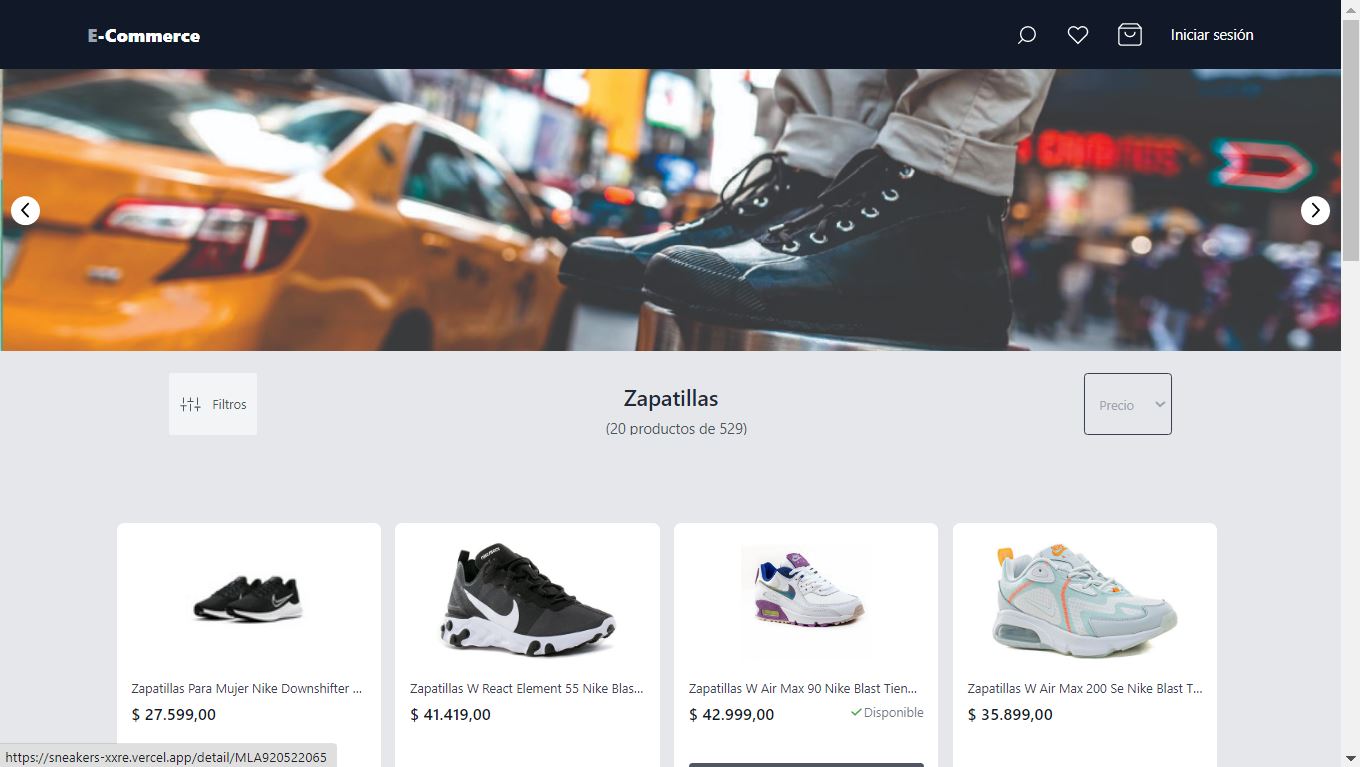 E-Commerce
Iniciar sesión
Filtros
Zapatillas
(20 productos de 529)
Precio
Zapatillas Para Mujer Nike Downshifter ...
$ 27.599,00
Zapatillas W React Element 55 Nike Blas...
$ 41.419,00
Zapatillas W Air Max 90 Nike Blast Tien...
$ 42.999,00
Disponible
Zapatillas W Air Max 200 Se Nike Blast T...
$ 35.899,00
https://sneakers-xxre.vercel.app/detail/MLA920522065